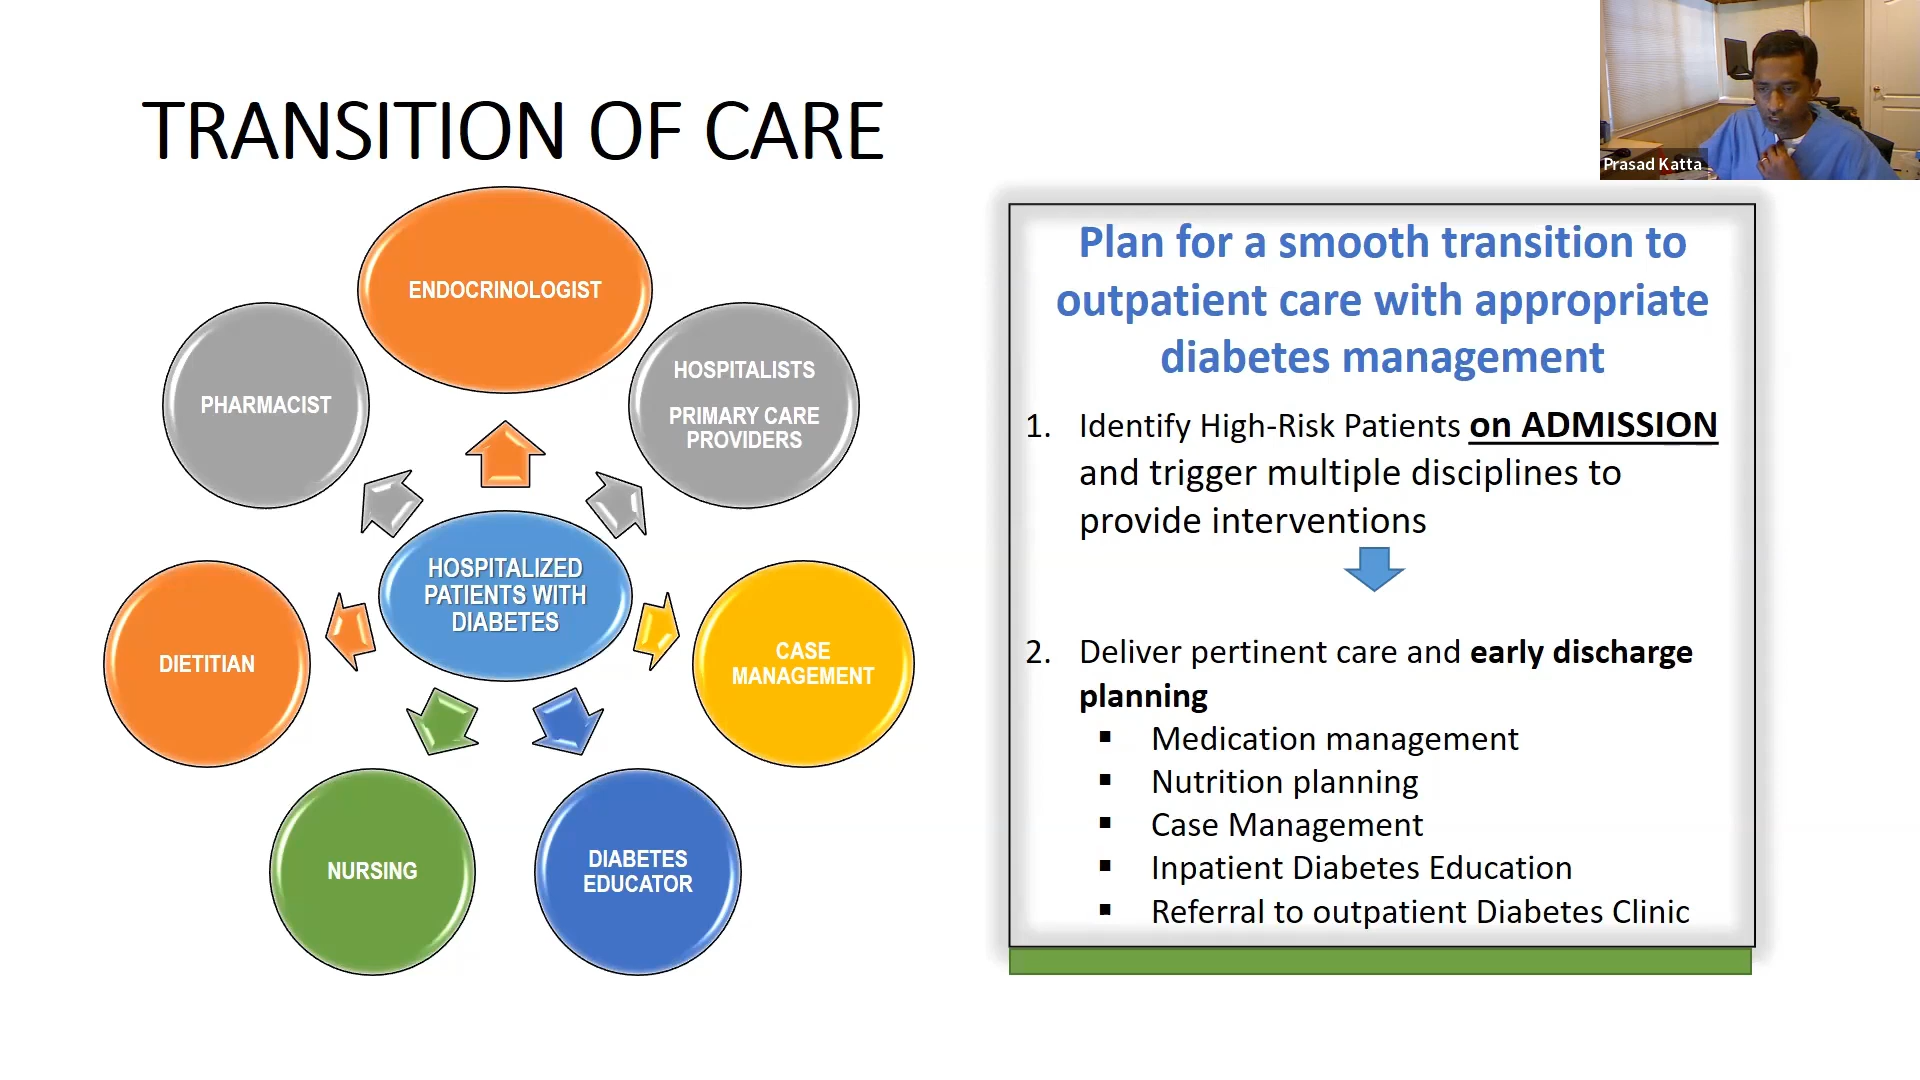 TRANSITION OF CARE
Prasad Katta
ENDOCRINOLOGIST
PHARMACIST
HOSPITALISTS
PRIMARY CARE
PROVIDERS
HOSPITALIZED
PATIENTS WITH
DIABETES
DIETITIAN
CASE
MANAGEMENT
NURSING
DIABETES
EDUCATOR
Plan for a smooth transition to
outpatient care with appropriate
diabetes management
1. Identify High-Risk Patients on ADMISSION
and trigger multiple disciplines to
provide interventions
2. Deliver pertinent care and early discharge
planning
▪ Medication management
▪ Nutrition planning
▪ Case Management
▪ Inpatient Diabetes Education
▪ Referral to outpatient Diabetes Clinic